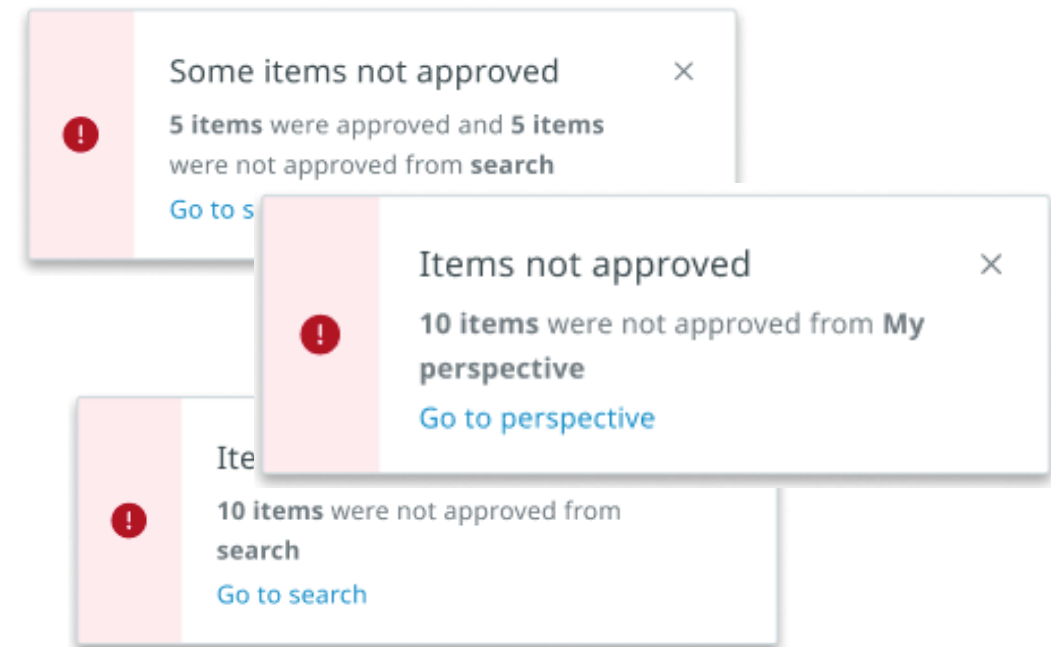 Some items not approved
5 items were approved and 5 items
were not approved from search
Go to
Items not approved
10 items were not approved from My
perspective
Go to perspective
10 items were not approved from
search
Go to search